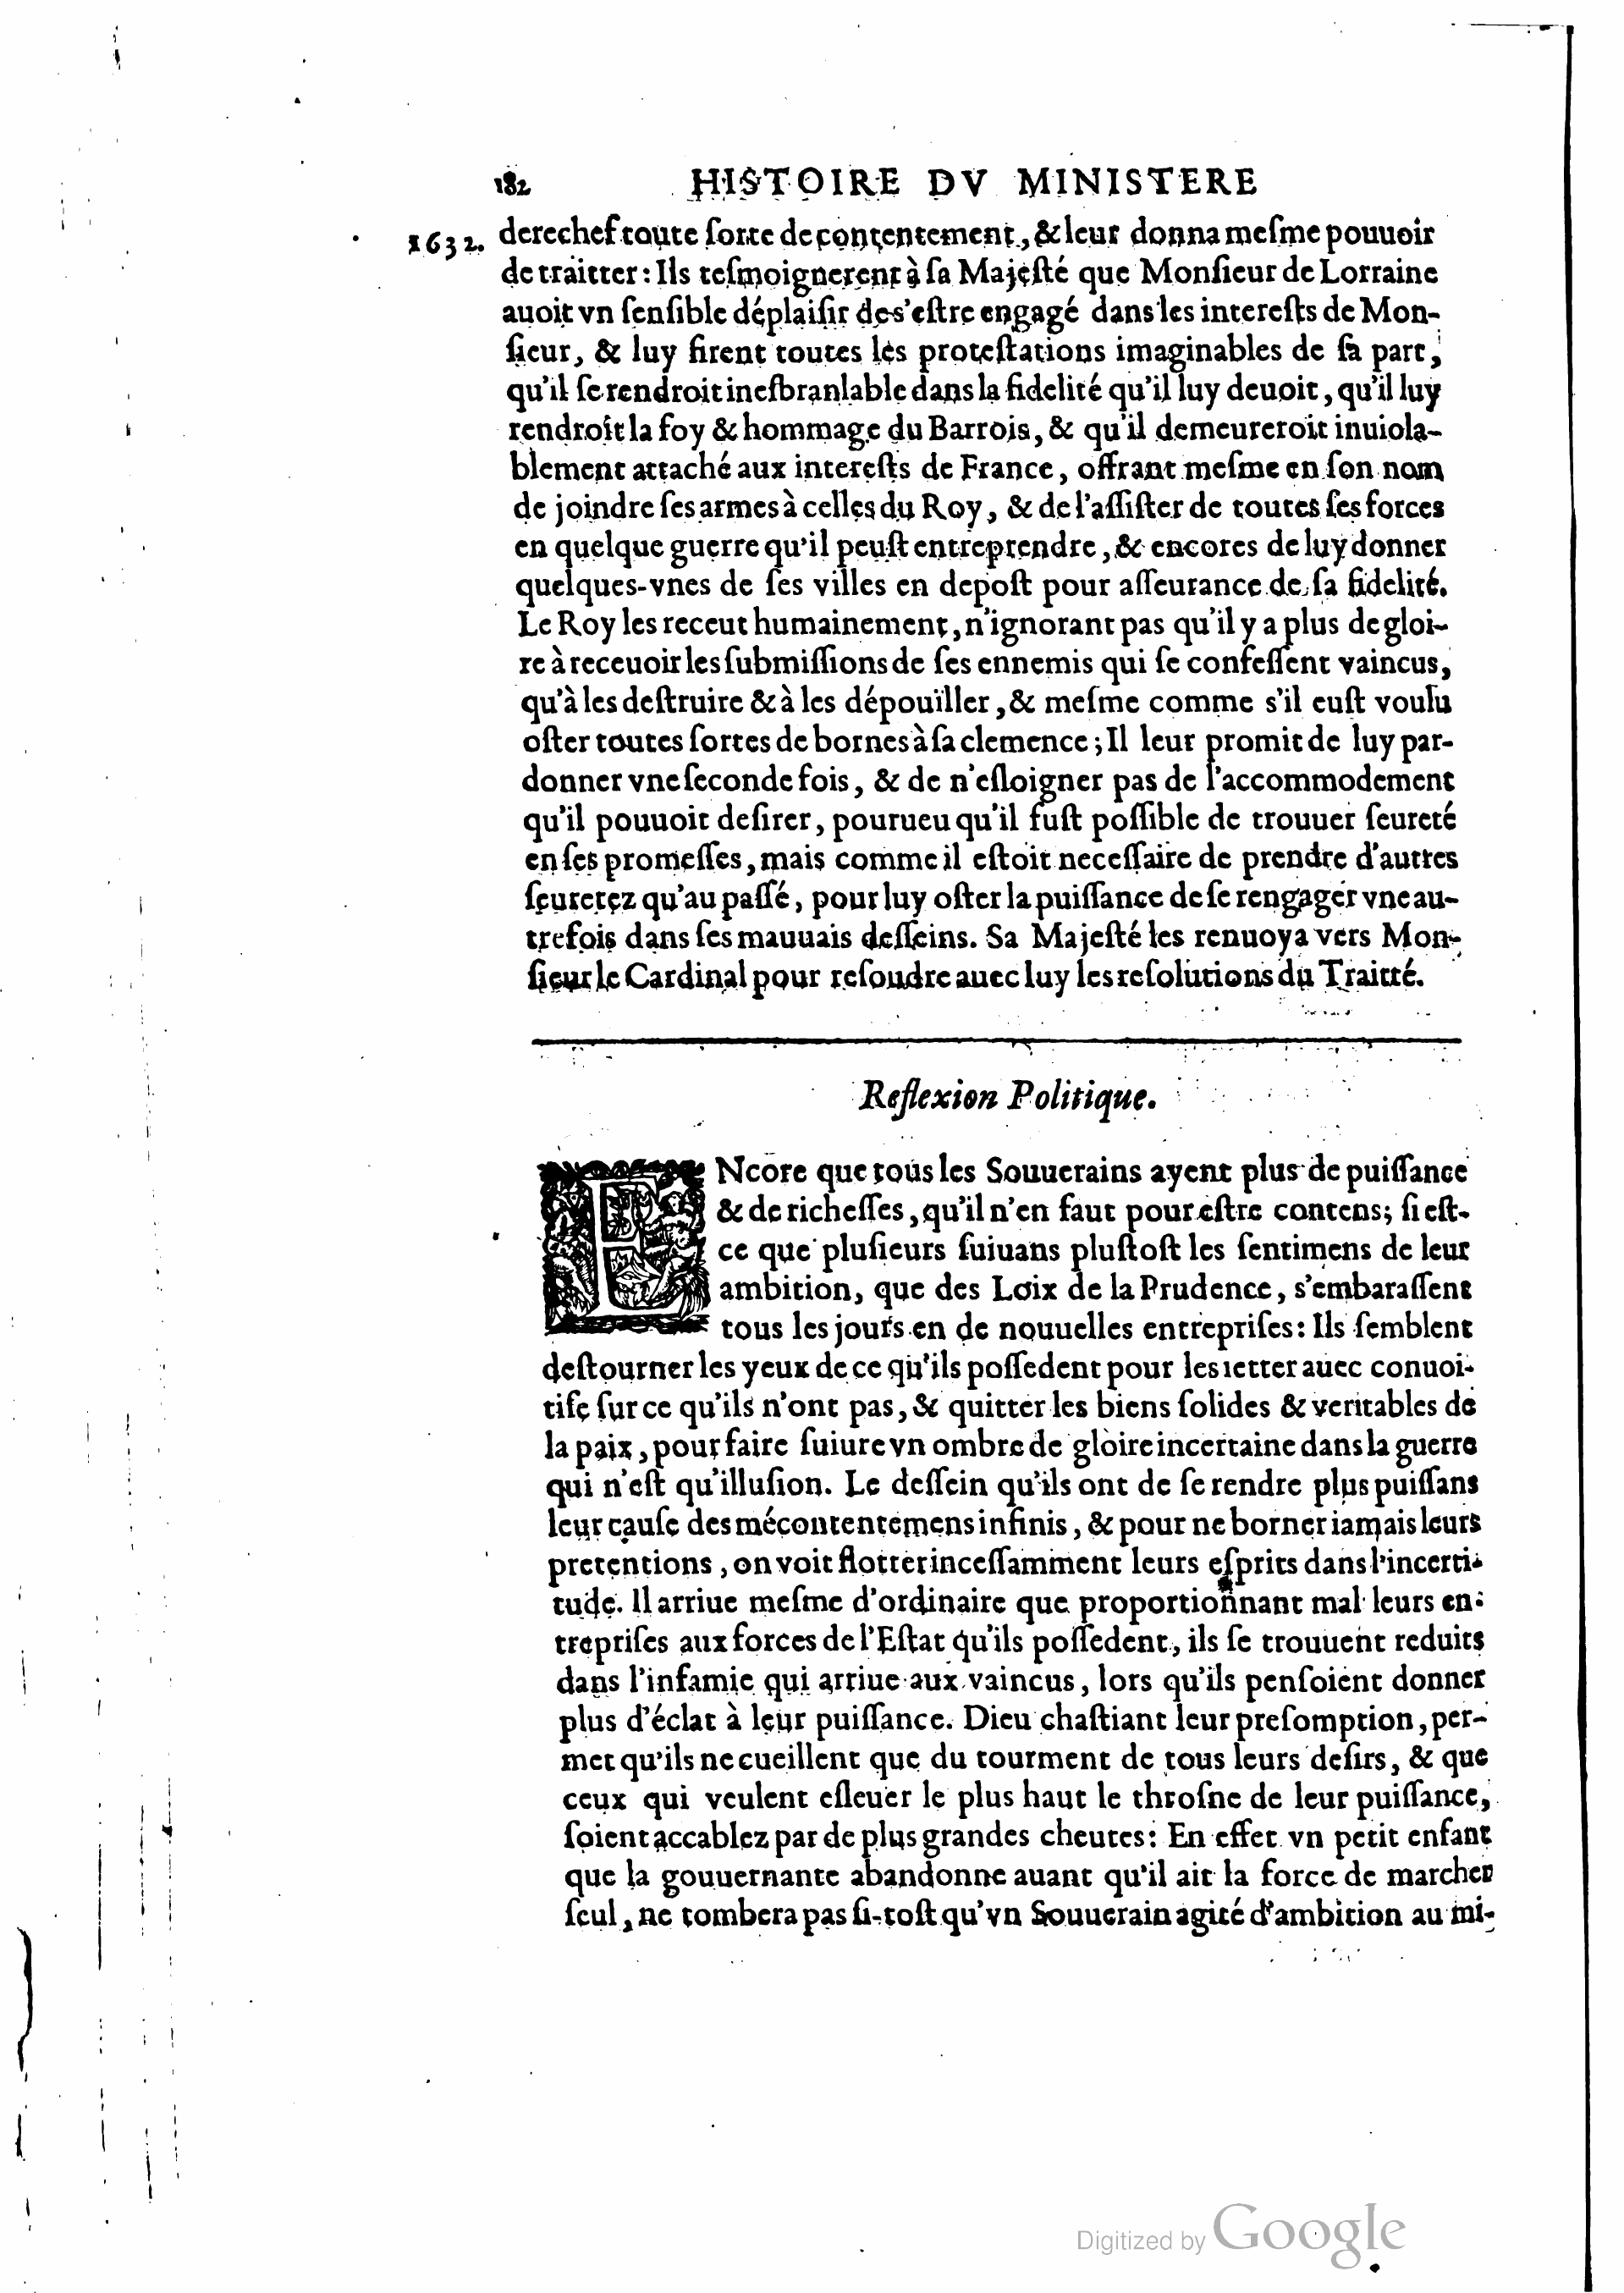 182 HISTOIRE DV MINISTERE
1632. derechef toute ſorte de contentement, & leur donna meſme pouuoir
de traitter: Ils teſmoignerent à ſa Majeſté que Monſieur de Lorraine
auoit vn ſenſible déplaiſir de s'eſtre engagé dans les intereſts de Mon-
ſieur, & luy firent toutes les proteſtations imaginables de ſa part,
qu'il ſe rendroit ineſbranlable dans la fidelité qu'il luy deuoit, qu'il luy
rendroit la foy & hommage du Barrois, & qu'il demeureroit inuiola-
blement attaché aux intereſts de France, offrant meſme en ſon nom
de joindre ſes armes à celles du Roy, & de l'aſſiſter de toutes ſes forces
en quelque guerre qu'il peuſt entreprendre, & encores de luy donner
quelques-vnes de ſes villes en depoſt pour aſſeurance de ſa fidelité.
Le Roy les receut humainement, n'ignorant pas qu'il y a plus de gloi-
re à receuoir les ſubmiſſions de ſes ennemis qui ſe confeſſent vaincus,
qu'à les deſtruire & à les dépouïller, & meſme comme s'il euſt voulu
oſter toutes ſortes de bornes à ſa clemence; Il leur promit de luy par-
donner vne ſeconde fois, & de n'eſloigner pas de l'accommodement
qu'il pouuoit deſirer, pourueu qu'il fuſt poſſible de trouuer ſeureté
en ſes promeſſes, mais comme il eſtoit neceſſaire de prendre d'autres
ſeuretez qu'au paſſé, pour luy oſter la puiſſance de ſe rengager vne au-
trefois dans ſes mauuais deſſeins. Sa Majeſté les renuoya vers Mon-
ſieur le Cardinal pour reſoudre auec luy les reſolutions du Traitté.
Reflexion Politique.
ENcore que tous les Souuerains ayent plus de puiſſance
& de richeſſes, qu'il n'en faut pour eſtre contens; ſi eſt-
ce que pluſieurs ſuiuans pluſtoſt les ſentimens de leur
ambition, que des Loix de la Prudence, s'embaraſſent
tous les jours en de nouuelles entrepriſes: Ils ſemblent
deſtourner les yeux de ce qu'ils poſſedent pour les ietter auec conuoi-
tiſe ſur ce qu'ils n'ont pas, & quitter les biens ſolides & veritables de
la paix, pour faire ſuiure vn ombre de gloire incertaine dans la guerre
qui n'eſt qu'illuſion. Le deſſein qu'ils ont de ſe rendre plus puiſſans
leur cauſe des mécontentemens infinis, & pour ne borner iamais leurs
pretentions, on voit flotter inceſſamment leurs eſprits dans l'incerti-
tude. Il arriue meſme d'ordinaire que proportionnant mal leurs en-
trepriſes aux forces de l'Eſtat qu'ils poſſedent, ils ſe trouuent reduits
dans l'infamie qui arriue aux vaincus, lors qu'ils penſoient donner
plus d'éclat à leur puiſſance. Dieu chaſtiant leur preſomption, per-
met qu'ils ne cueillent que du tourment de tous leurs deſirs, & que
ceux qui veulent eſleuer le plus haut le throſne de leur puiſſance,
ſoient accablez par de plus grandes cheutes: En effet vn petit enfant
que la gouuernante abandonne auant qu'il ait la force de marcher
ſeul, ne tombera pas ſi-toſt qu'vn Souuerain agité d'ambition au mi-
Digitized by Google